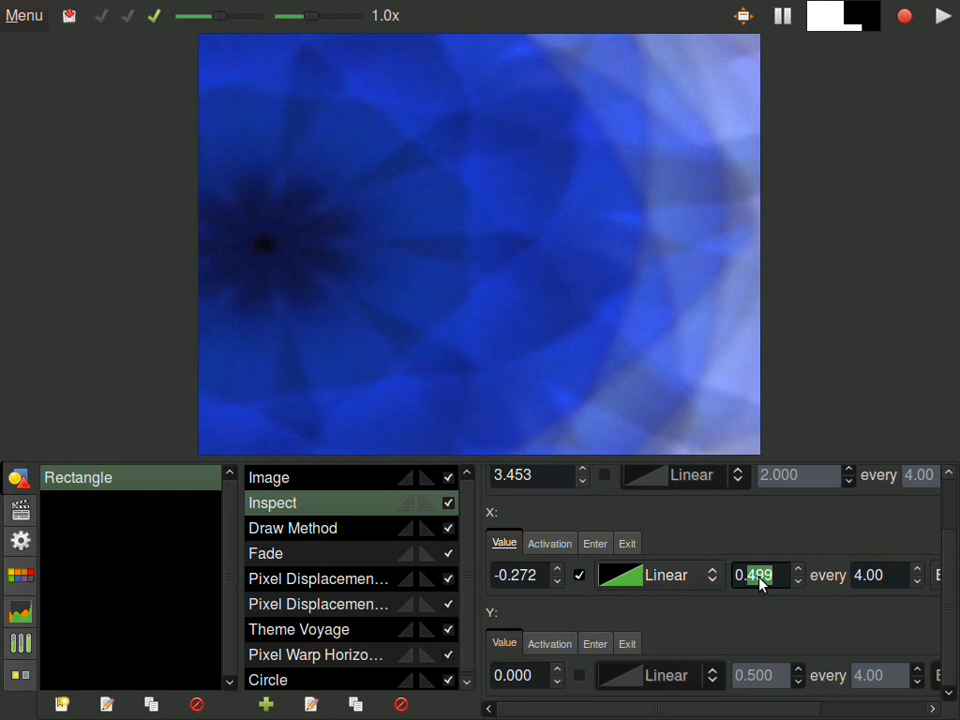 Menu 1.0x
Rectangle
Image
Inspect
Draw Method
Fade
Pixel Displacemen...
Pixel Displacemen...
Theme Voyage
Pixel Warp Horizo...
Circle
3.453 Linear 2.000 every 4.00
X:
Value Activation Enter Exit
-0.272 Linear 0.499 every 4.00
Y:
Value Activation Enter Exit
0.000 Linear 0.500 every 4.00